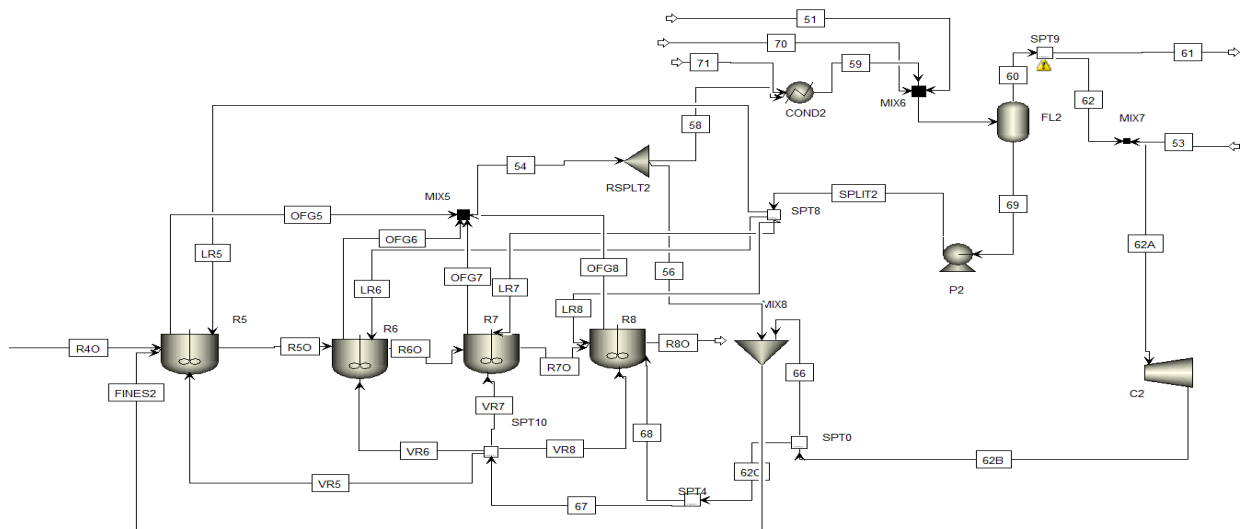 51
SPT9
61
70
60
71
59
62
MIX6
MIX7
COND2
FL2
53
58
54
RSPLT2
SPLIT2
69
MIX5
SPT8
OFG5
OFG6
62A
LR5
OFG7
OFG8
56
LR6
LR7
P2
LR8
MIX8
R5
R6
R7
R8
R4O
R5O
R6O
R8O
R7O
66
FINES2
C2
VR7
SPT10
68
SPT0
VR6
VR8
62C
62B
VR5
SPT4
67